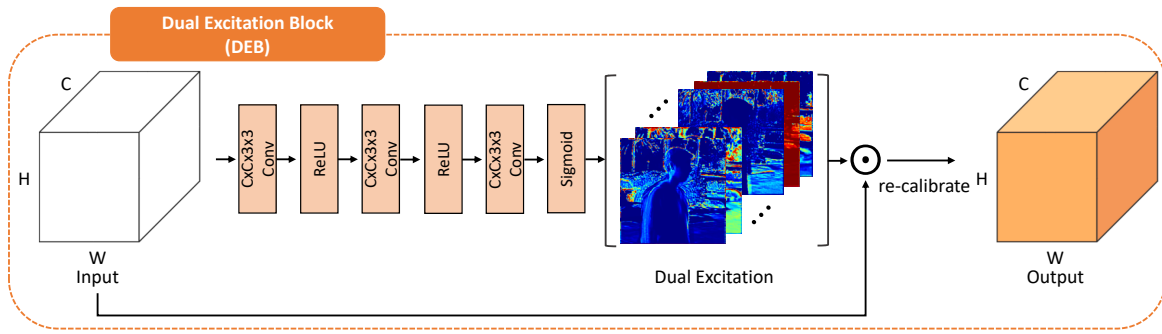 Dual Excitation Block
(DEB)
C
H
W
Input
CxCx3x3
Conv
ReLU
CxCx3x3
Conv
ReLU
CxCx3x3
Conv
Sigmoid
Dual Excitation
re-calibrate
C
H
W
Output